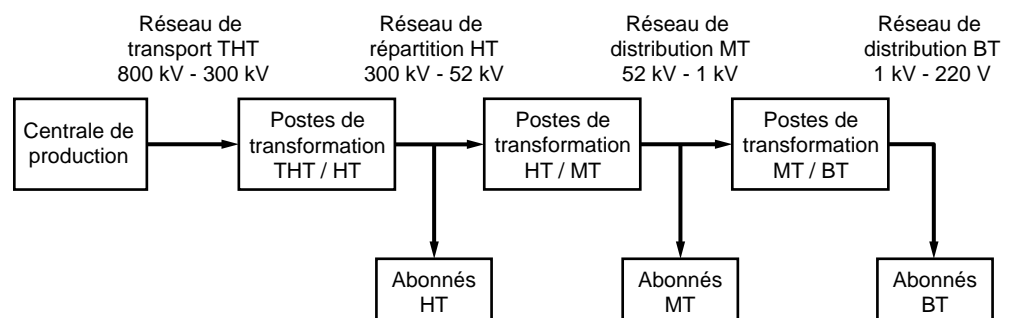 Réseau de
transport THT
800 kV - 300 kV
Réseau de
répartition HT
300 kV - 52 kV
Réseau de
distribution MT
52 kV - 1 kV
Réseau de
distribution BT
1 kV - 220 V
Centrale de
production
Postes de
transformation
THT / HT
Postes de
transformation
HT / MT
Postes de
transformation
MT / BT
Abonnés
HT
Abonnés
MT
Abonnés
BT